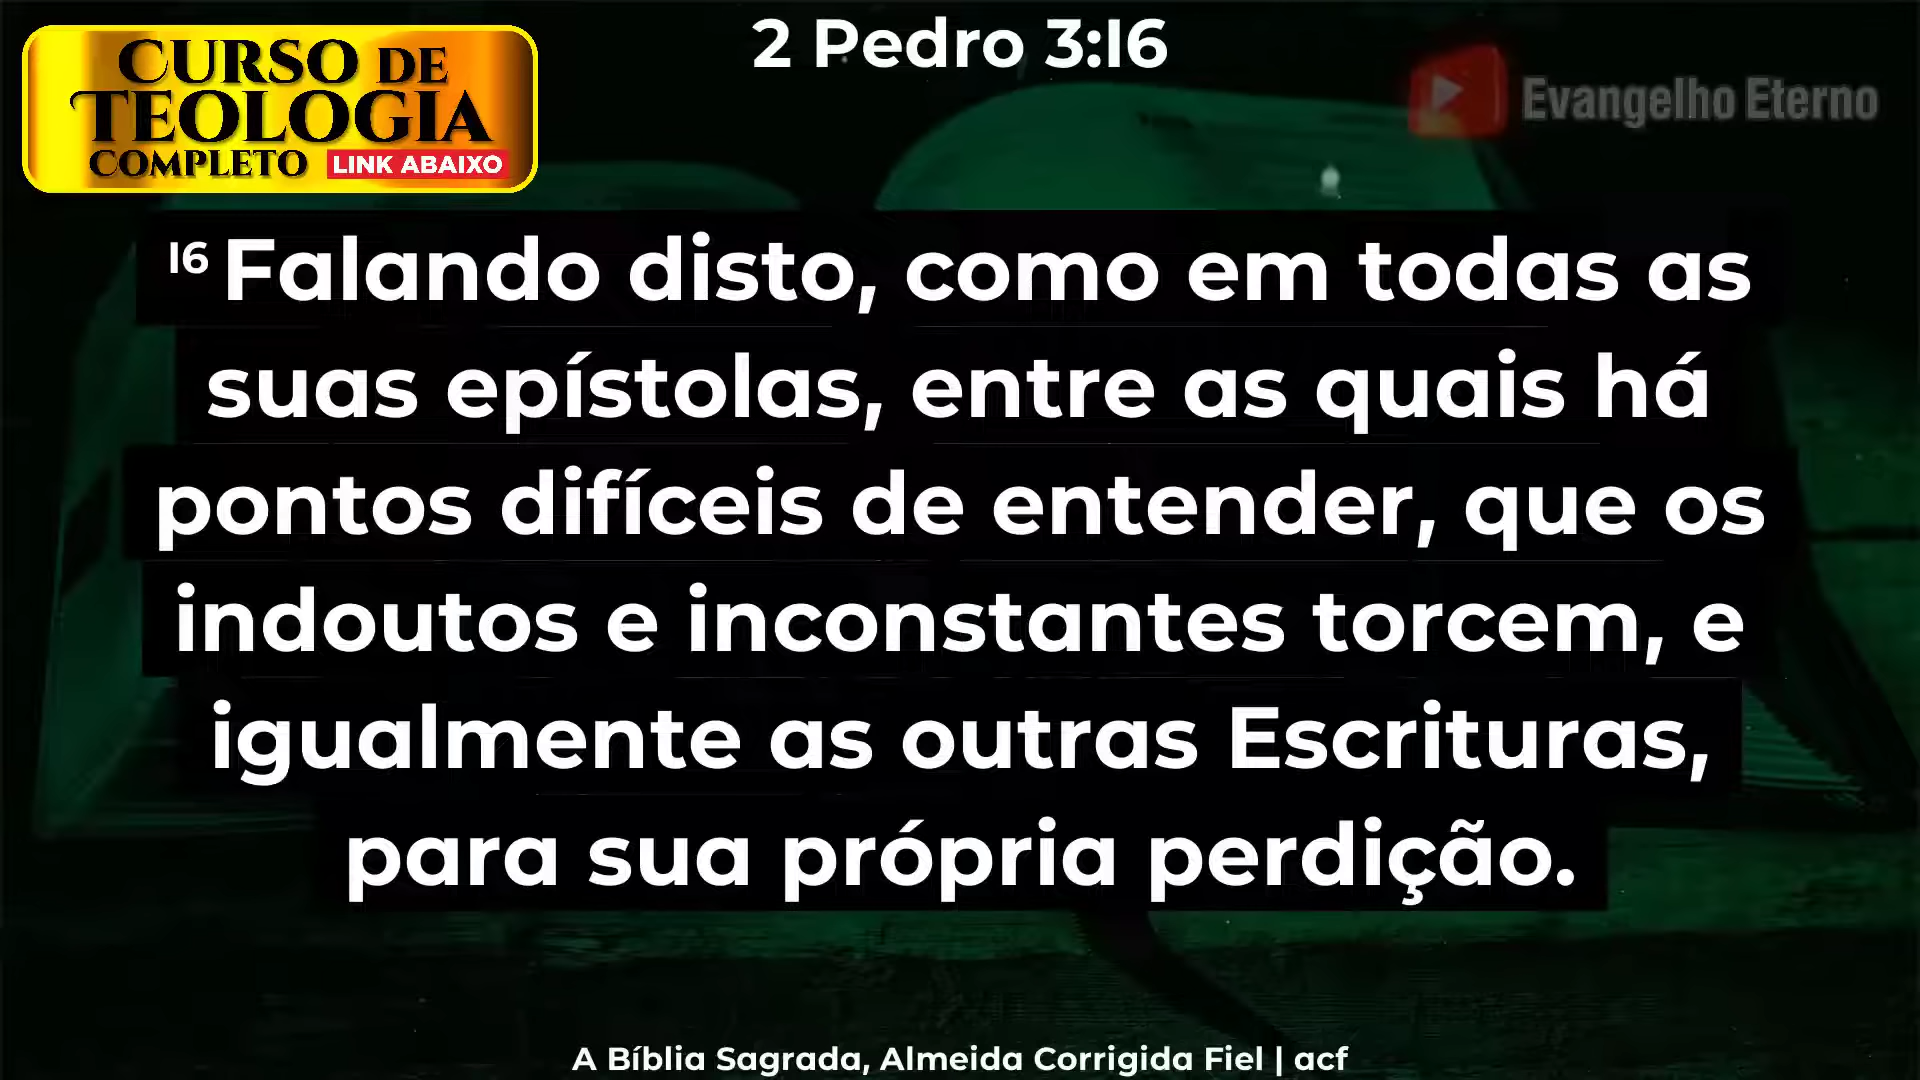 2 Pedro 3:16
CURSO DE
TEOLOGIA
COMPLETO LINK ABAIXO
Evangelho Eterno
16 Falando disto, como em todas as
suas epístolas, entre as quais há
pontos difíceis de entender, que os
indoutos e inconstantes torcem, e
igualmente as outras Escrituras,
para sua própria perdição.
A Bíblia Sagrada, Almeida Corrigida Fiel | acf